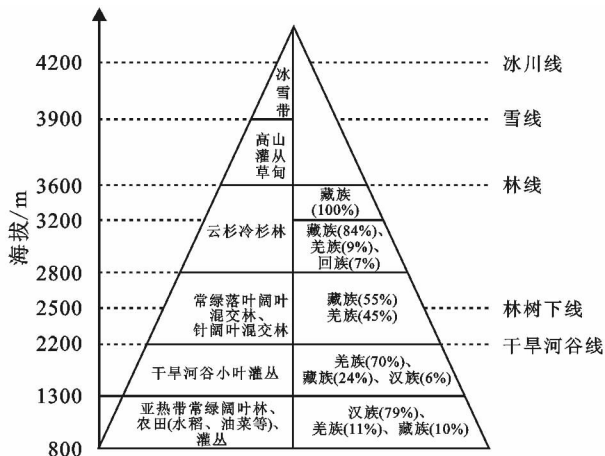 海拔/m
4200
3900
3600
3200
2800
2500
2200
1300
800
冰川线
雪线
林线
林树下线
干旱河谷线
冰
雪
带
高山
灌从
草甸
云杉冷杉林
常绿落叶阔叶
混交林、
针阔叶混交林
干旱河谷小叶灌丛
亚热带常绿阔叶林、
农田(水稻、油菜等)、
灌丛
藏族
(100%)
藏族(84%)、
羌族(9%)、
回族(7%)
藏族(55%)
羌族(45%)
羌族(70%)、
藏族(24%)、汉族(6%)
汉族(79%)、
羌族(11%)、藏族(10%)